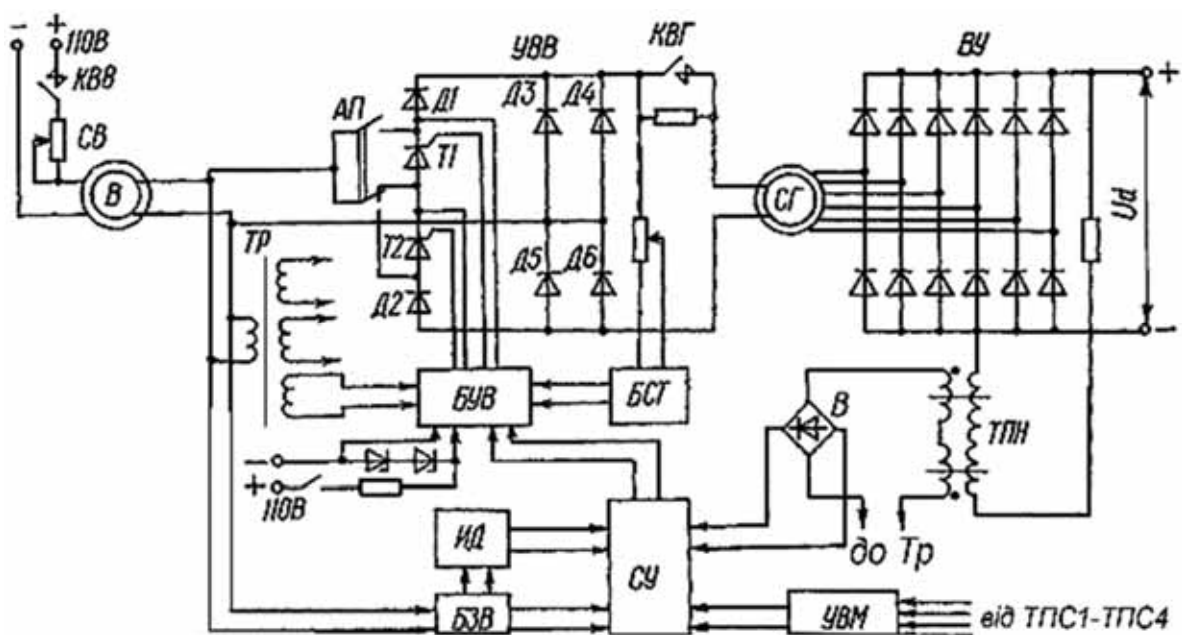 - +
110В
КВВ
СВ
В
АП
УВВ
Д1
Т1
Т2
Д2
Д3 Д4
Д5 Д6
КВГ
СГ
ВУ
+
Ud
-
ТР
БУВ
БСТ
В
ТПН
-
+
110В
ИД
БЗВ
СУ
до Тр
УВМ
від ТПС1-ТПС4